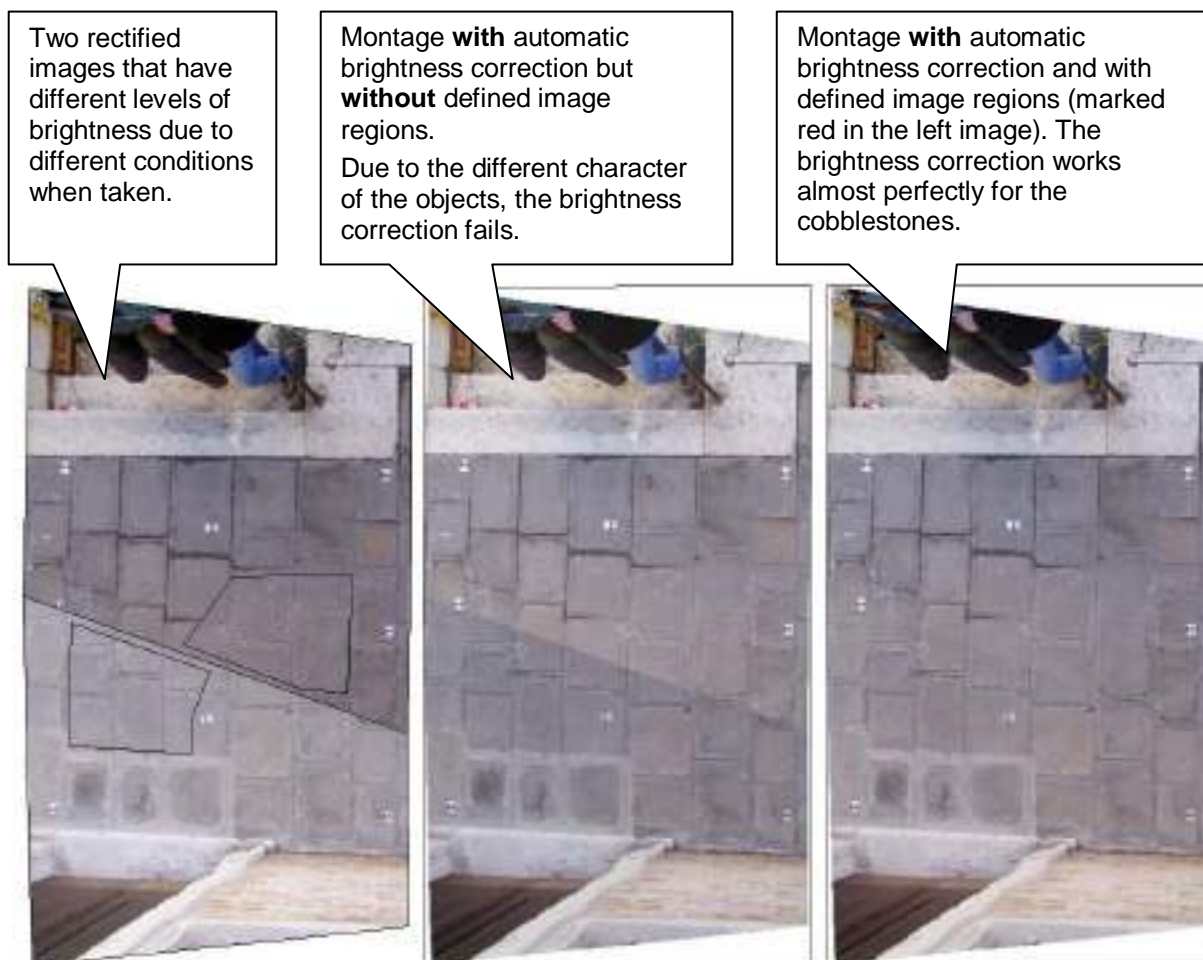 Two rectified
images that have
different levels of
brightness due to
different conditions
when taken.
Montage with automatic
brightness correction but
without defined image
regions.
Due to the different character
of the objects, the brightness
correction fails.
Montage with automatic
brightness correction and with
defined image regions (marked
red in the left image). The
brightness correction works
almost perfectly for the
cobblestones.